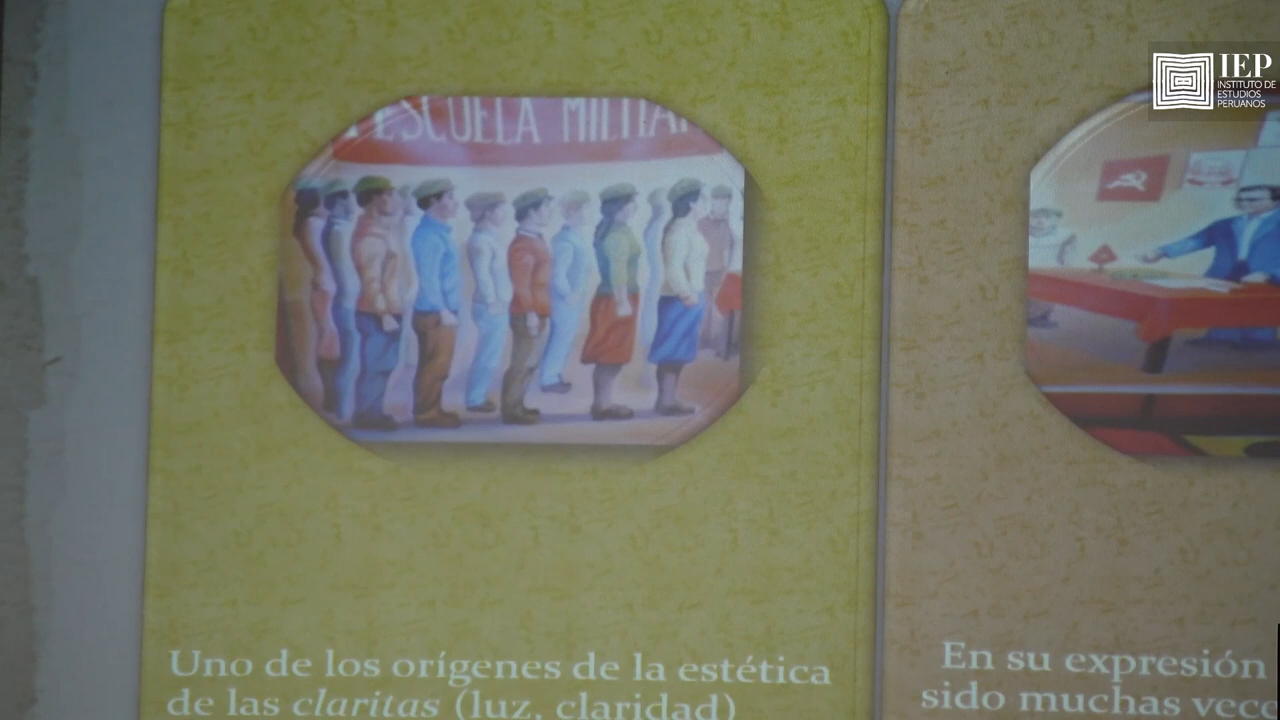 IEP
INSTITUTO DE
ESTUDIOS
PERUANOS
ESCUELA MILITAR
Uno de los orígenes de la estética
de las claritas (luz, claridad)
En su expresión
sido muchas vece